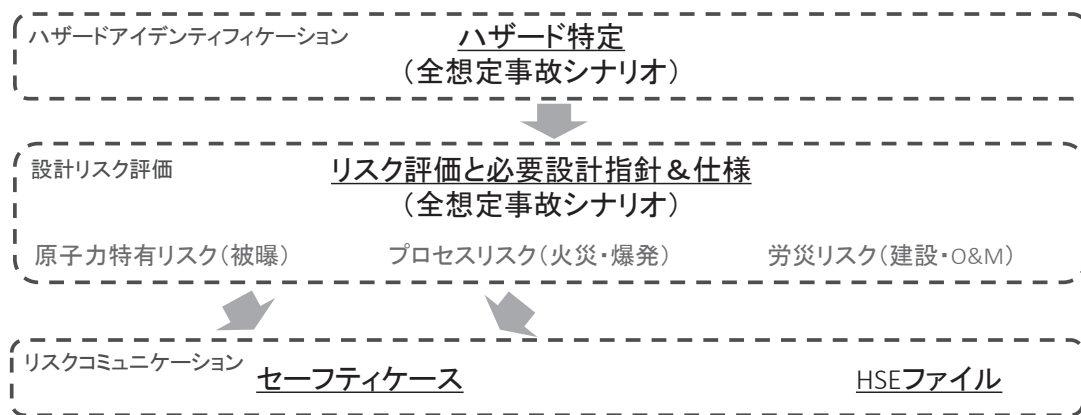 ハザードアイデンティフィケーション
ハザード特定
(全想定事故シナリオ)
設計リスク評価
リスク評価と必要設計指針&仕様
(全想定事故シナリオ)
原子力特有リスク(被曝)
プロセスリスク(火災・爆発)
労災リスク(建設・O&M)
リスクコミュニケーション
セーフティケース
HSEファイル